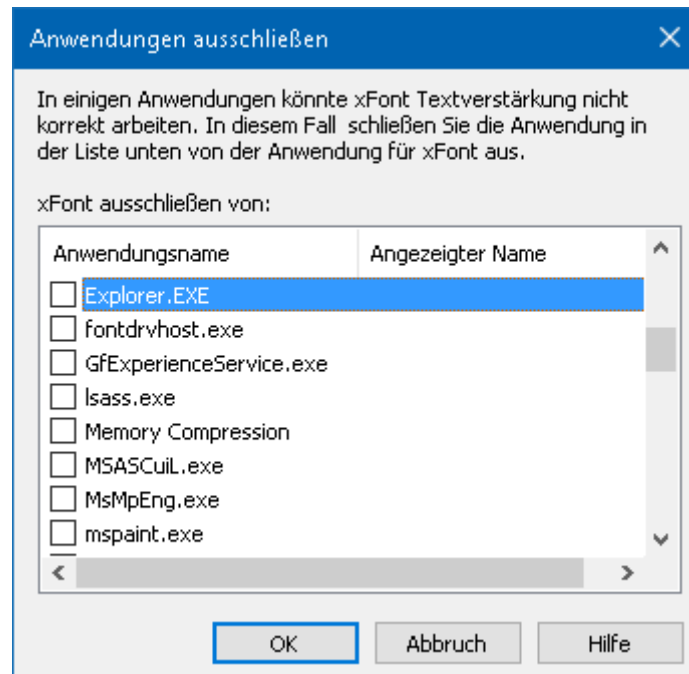 Anwendungen ausschließen
In einigen Anwendungen könnte xFont Textverstärkung nicht
korrekt arbeiten. In diesem Fall  schließen Sie die Anwendung in
der Liste unten von der Anwendung für xFont aus.
xFont ausschließen von:
Anwendungsname Angezeigter Name
Explorer.EXE
fontdrvhost.exe
GfExperienceService.exe
lsass.exe
Memory Compression
MSASCuiL.exe
MsMpEng.exe
mspaint.exe
OK Abbruch Hilfe